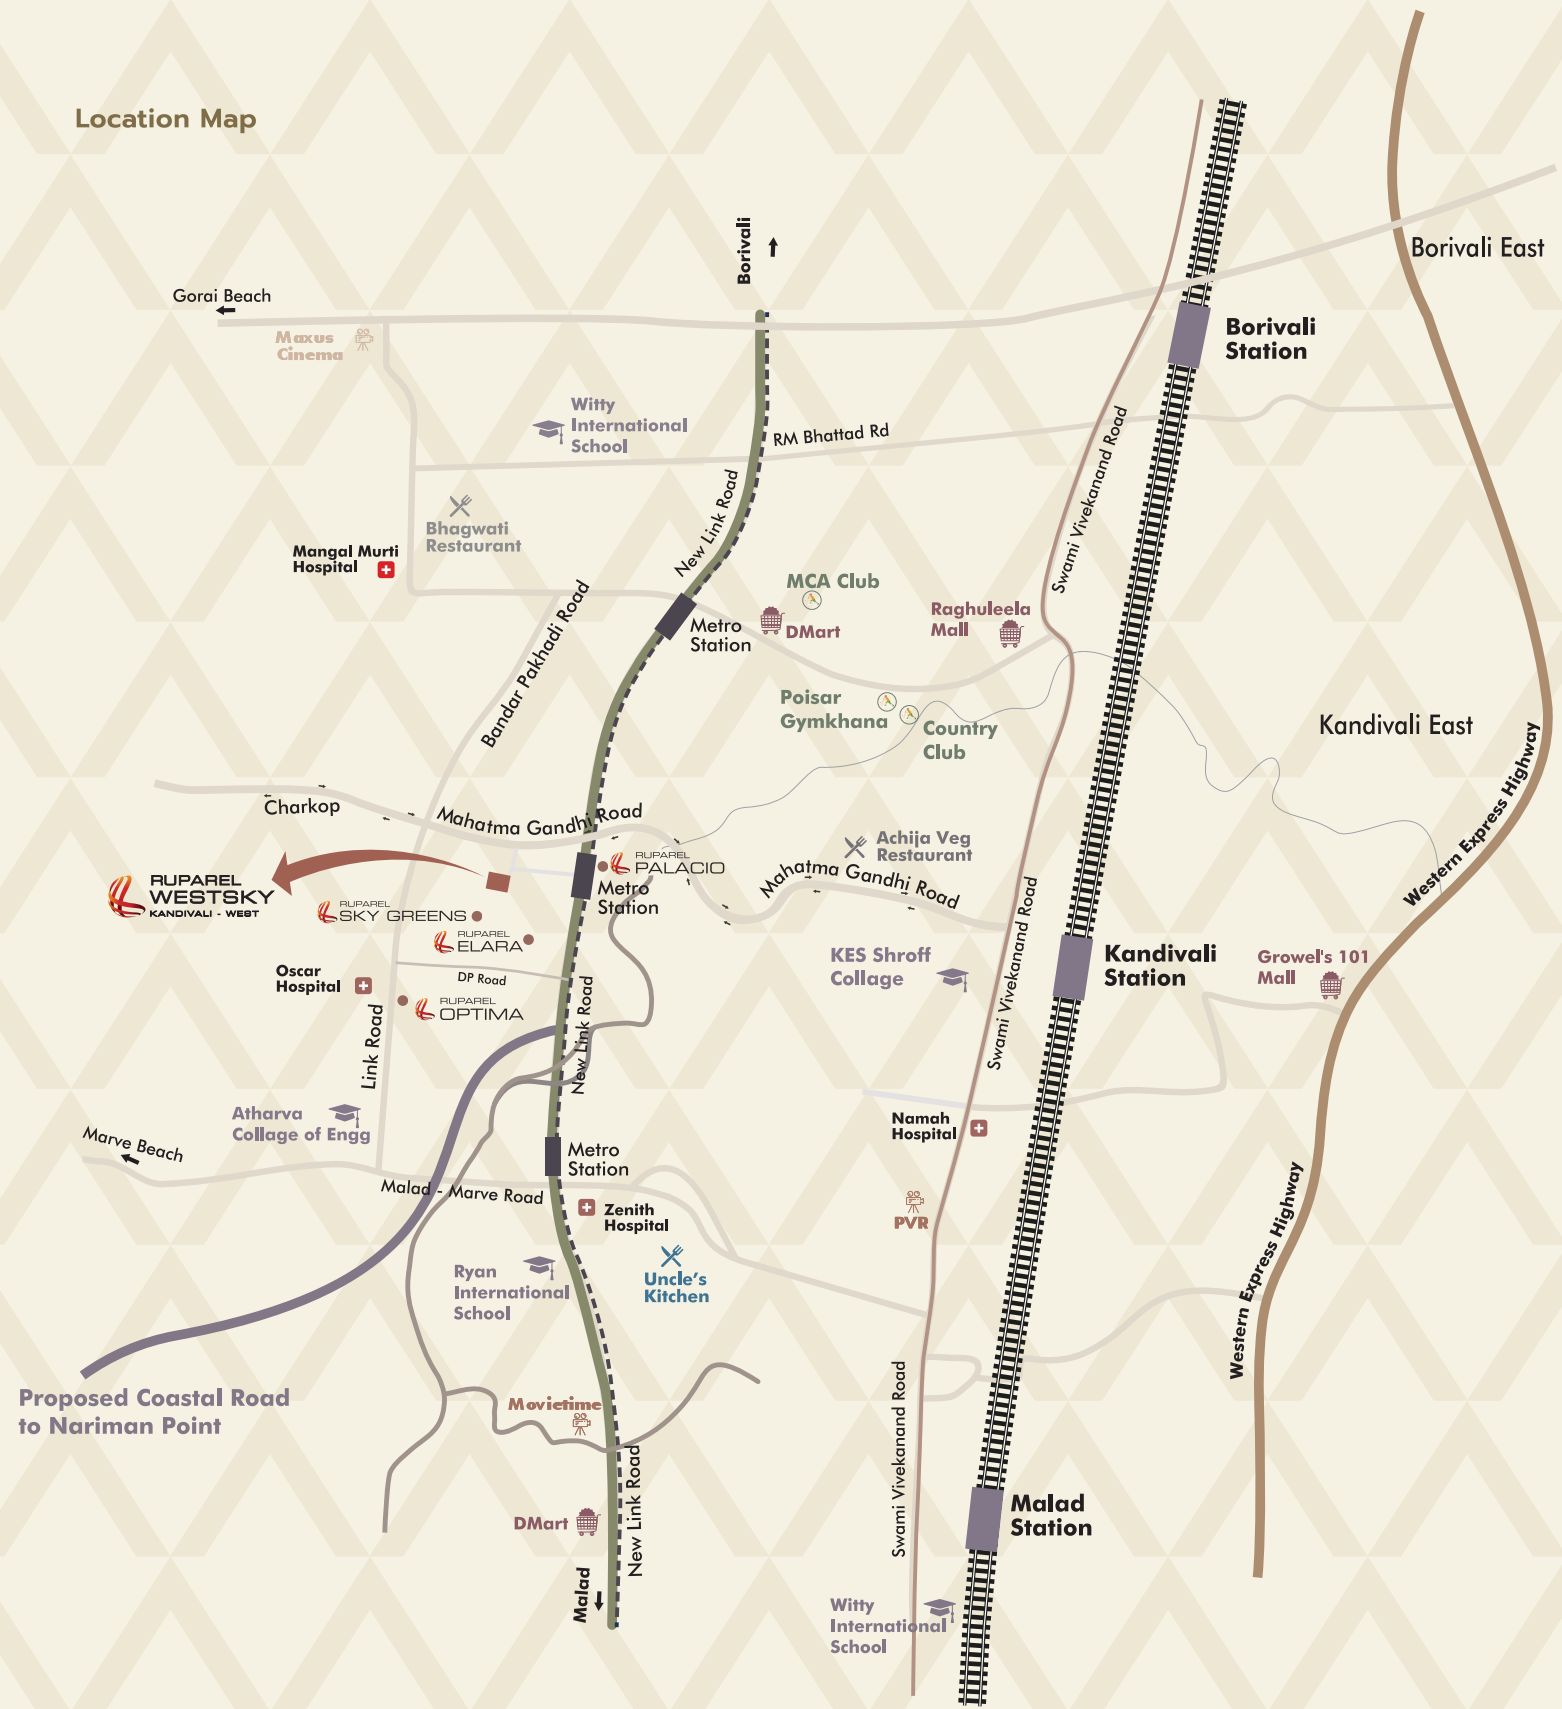 Location Map
Borivali
Borivali East
Gorai Beach
Maxus
Cinema
Borivali
Station
Witty
International
School
RM Bhattad Rd
Swami Vivekanand Road
New Link Road
Bhagwati
Restaurant
Mangal Murti
Hospital
Bandar Pakhadi Road
MCA Club
DMart
Metro
Station
Raghuleela
Mall
Poisar
Gymkhana
Country
Club
Kandivali East
Western Express Highway
Charkop
Mahatma Gandhi Road
Achija Veg
Restaurant
Mahatma Gandhi Road
RUPAREL
PALACIO
Metro
Station
RUPAREL
WESTSKY
KANDIVALI - WEST
RUPAREL
SKY GREENS
RUPAREL
ELARA
Swami Vivekanand Road
KES Shroff
Collage
Kandivali
Station
Growel's 101
Mall
Oscar
Hospital
DP Road
RUPAREL
OPTIMA
Link Road
New Link Road
Atharva
Collage of Engg
Marve Beach
Namah
Hospital
Metro
Station
Malad - Marve Road
Zenith
Hospital
PVR
Western Express Highway
Ryan
International
School
Uncle's
Kitchen
Proposed Coastal Road
to Nariman Point
Movietime
Swami Vivekanand Road
New Link Road
DMart
Malad
Station
Malad
Witty
International
School